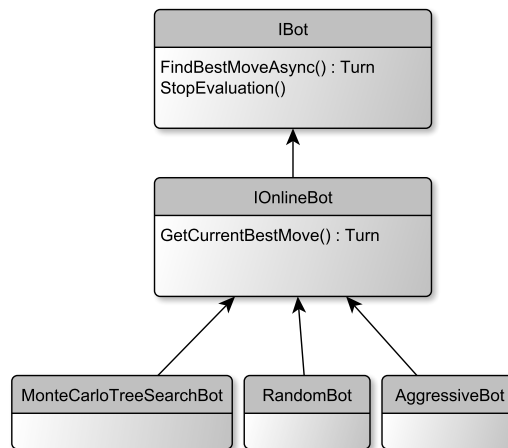 IBot
FindBestMoveAsync() : Turn
StopEvaluation()
IOnlineBot
GetCurrentBestMove() : Turn
MonteCarloTreeSearchBot
RandomBot
AggressiveBot